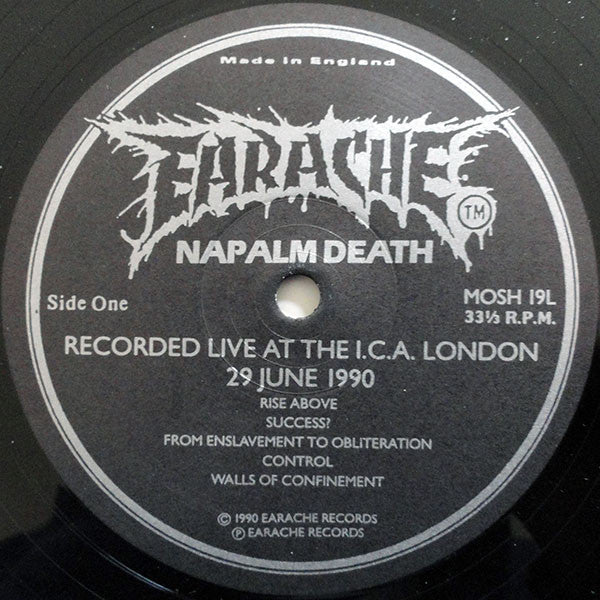 Made in England
EARACHE
TM
NAPALM DEATH
Side One
MOSH 19L
33⅓ R.P.M.
RECORDED LIVE AT THE I.C.A. LONDON
29 JUNE 1990
RISE ABOVE
SUCCESS?
FROM ENSLAVEMENT TO OBLITERATION
CONTROL
WALLS OF CONFINEMENT
© 1990 EARACHE RECORDS
℗ EARACHE RECORDS